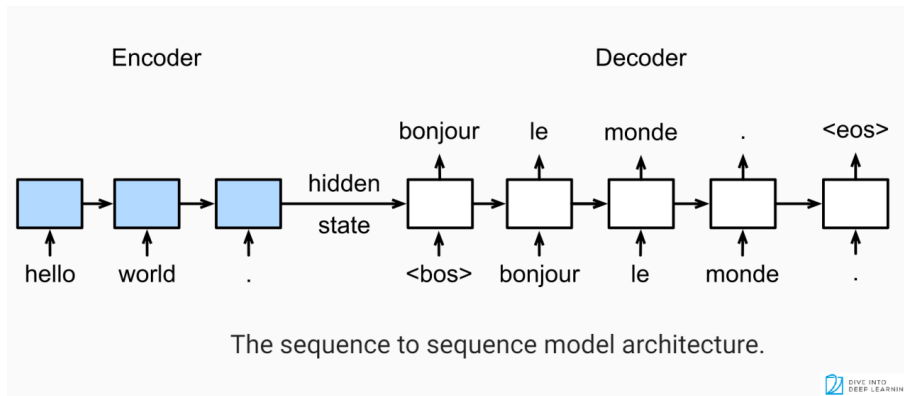 Encoder Decoder
bonjour le monde . <eos>
hidden
state
hello world . <bos> bonjour le monde .
The sequence to sequence model architecture.
DIVE INTO
DEEP LEARNIN